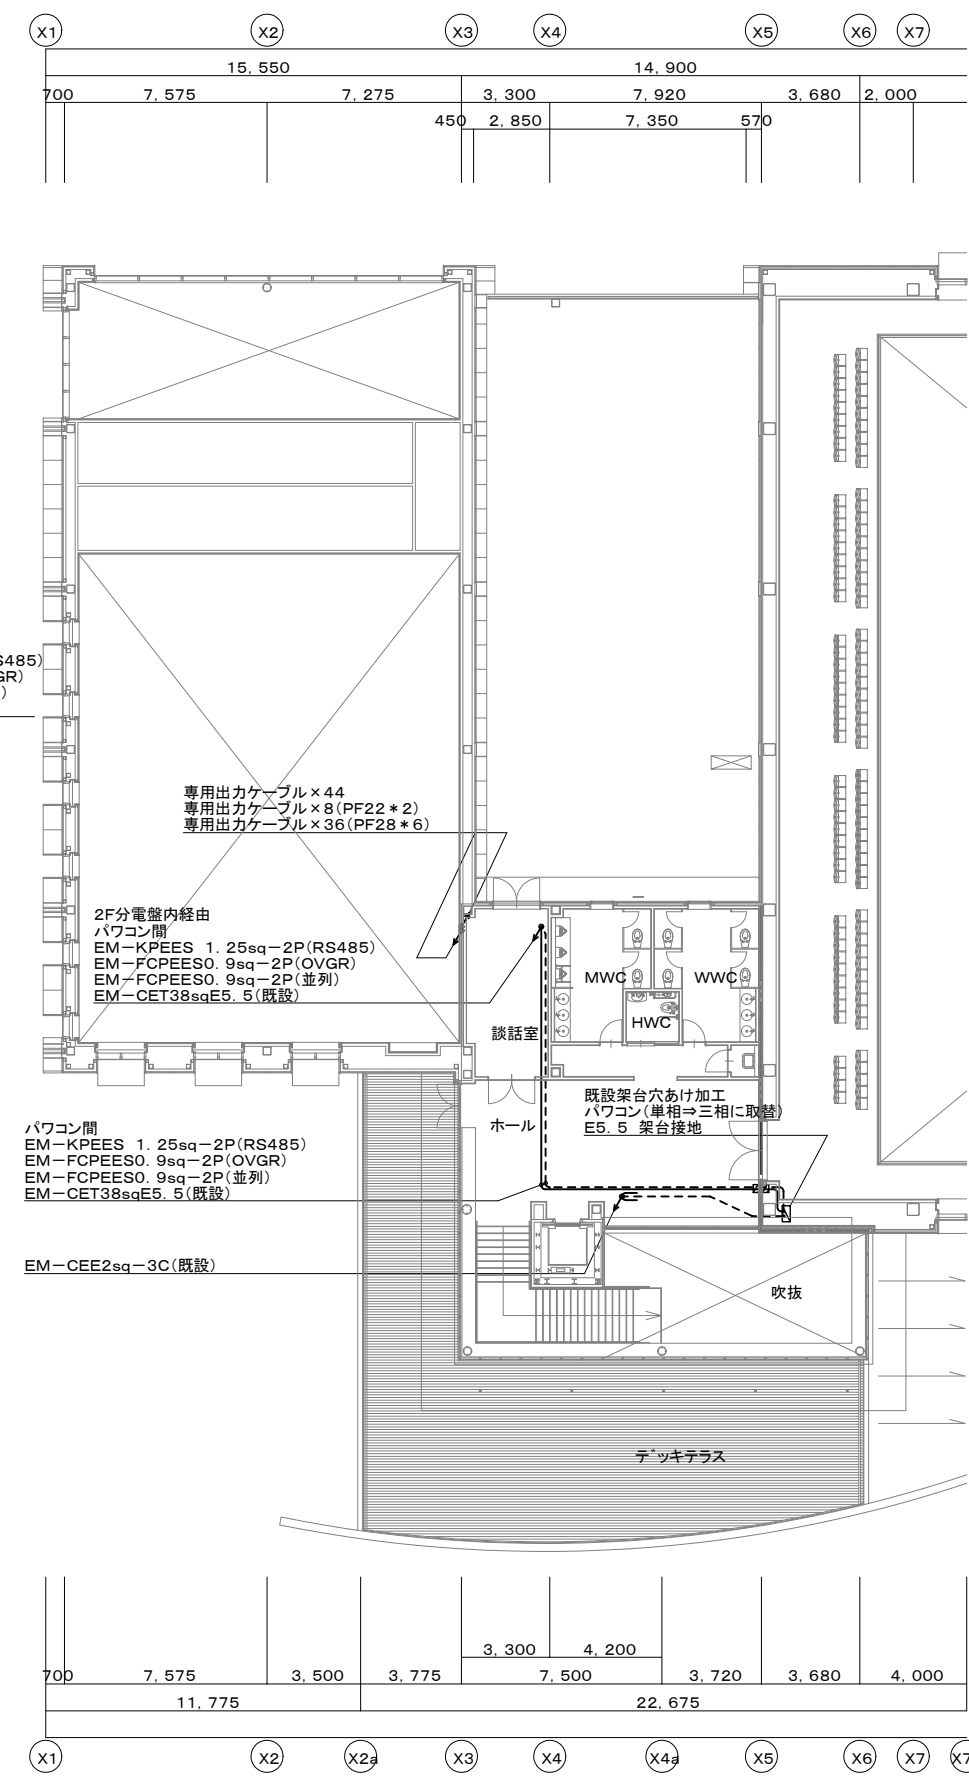 X1 X2 X3 X4 X5 X6 X7
15,550 14,900
700 7,575 7,275 3,300 7,920 3,680 2,000
450 2,850 7,350 570
S485)
GR)
)
専用出力ケーブル×44
専用出力ケーブル×8(PF22*2)
専用出力ケーブル×36(PF28*6)
2F分電盤内経由
パワコン間
EM-KPEES 1.25sq-2P(RS485)
EM-FCPEES0.9sq-2P(OVGR)
EM-FCPEES0.9sq-2P(並列)
EM-CET38sqE5.5(既設)
MWC WWC
HWC
談話室
ホール
既設架台穴あけ加工
パワコン(単相⇒三相に取替)
E5.5 架台接地
パワコン間
EM-KPEES 1.25sq-2P(RS485)
EM-FCPEES0.9sq-2P(OVGR)
EM-FCPEES0.9sq-2P(並列)
EM-CET38sqE5.5(既設)
EM-CEE2sq-3C(既設)
吹抜
デッキテラス
3,300 4,200
700 7,575 3,500 3,775 7,500 3,720 3,680 4,000
11,775 22,675
X1 X2 X2a X3 X4 X4a X5 X6 X7 X7